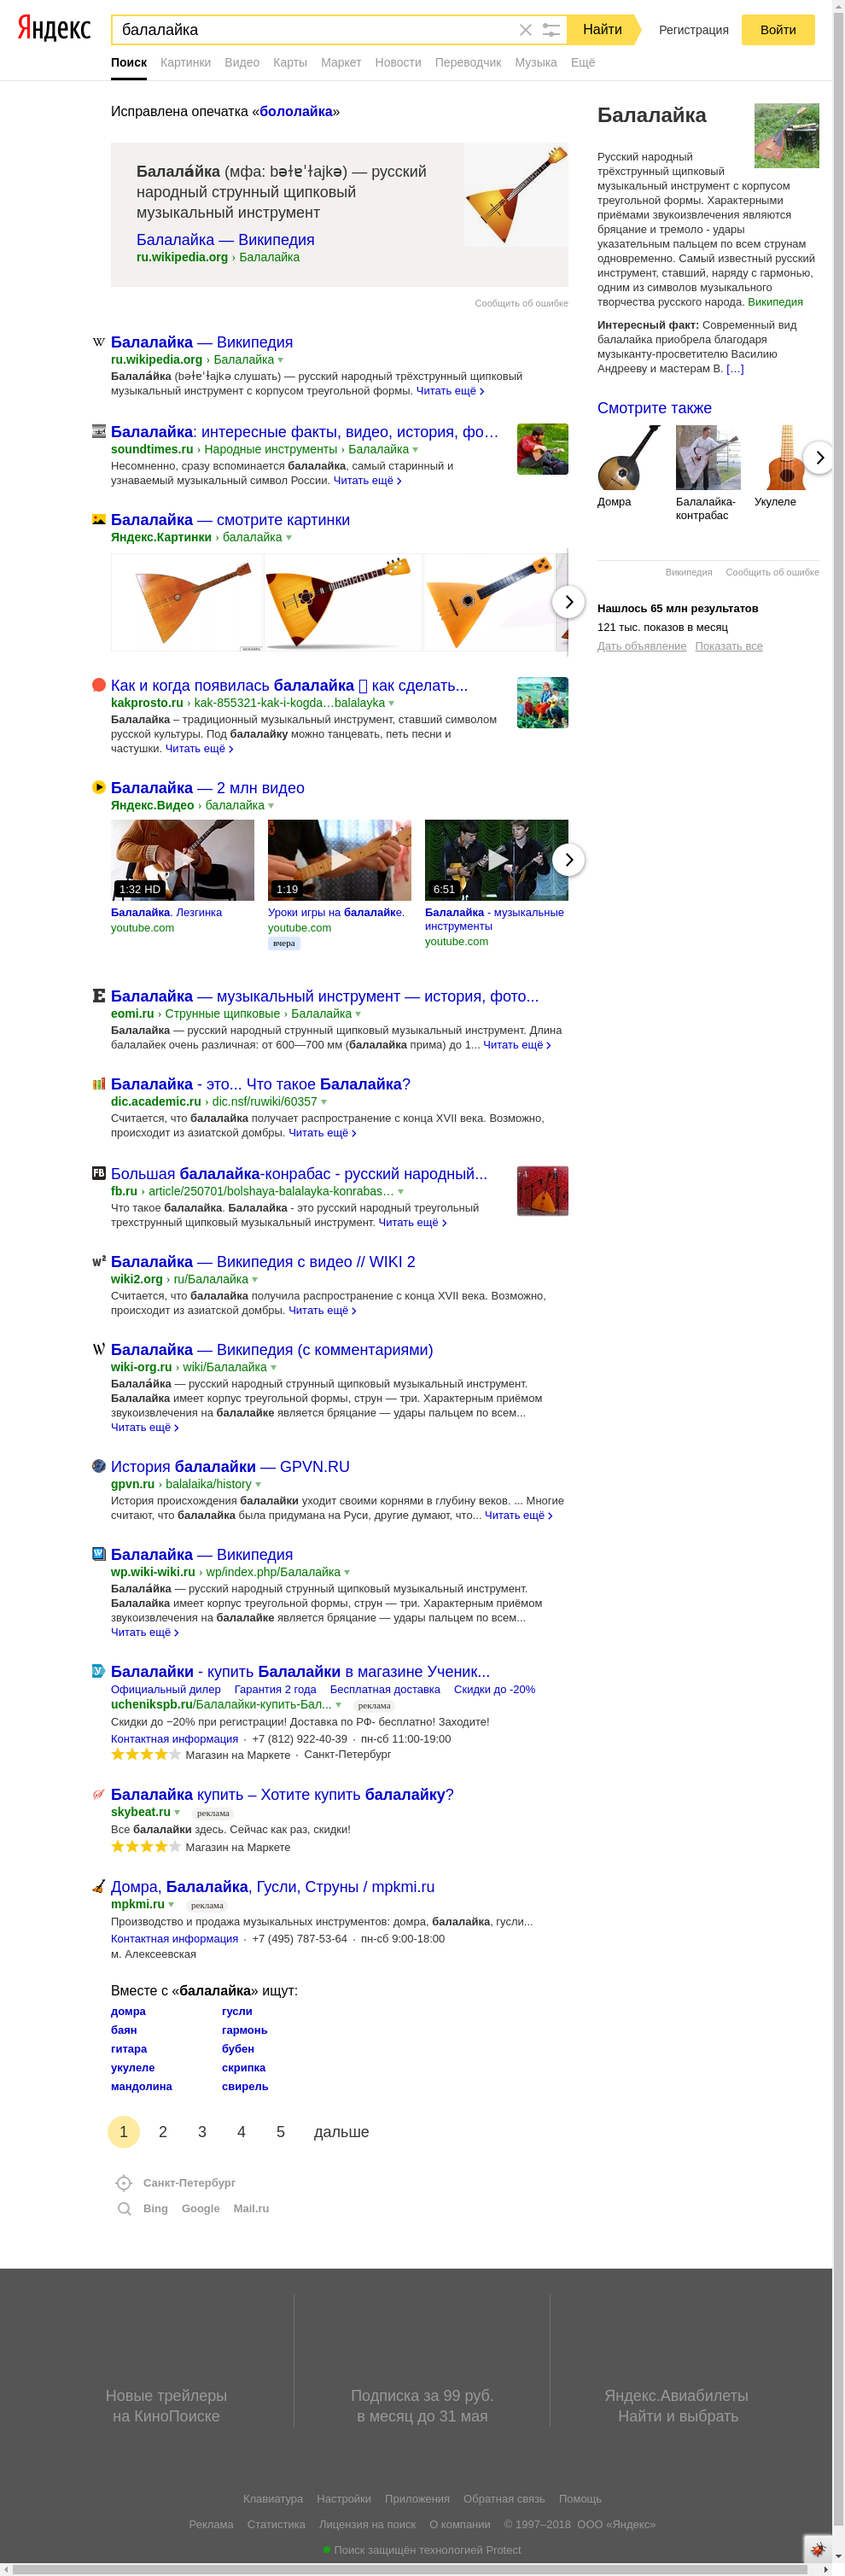 Яндекс
балалайка
Найти
Регистрация
Войти
Поиск Картинки Видео Карты Маркет Новости Переводчик Музыка Ещё
Исправлена опечатка «бололайка»
Балала́йка (мфа: bəɫɐˈɫajkə) — русский
народный струнный щипковый
музыкальный инструмент
Балалайка — Википедия
ru.wikipedia.org › Балалайка
Сообщить об ошибке
Балалайка — Википедия
ru.wikipedia.org › Балалайка
Балала́йка (bəɫɐˈɫajkə слушать) — русский народный трёхструнный щипковый
музыкальный инструмент с корпусом треугольной формы. Читать ещё
Балалайка: интересные факты, видео, история, фо…
soundtimes.ru › Народные инструменты › Балалайка
Несомненно, сразу вспоминается балалайка, самый старинный и
узнаваемый музыкальный символ России. Читать ещё
Балалайка — смотрите картинки
Яндекс.Картинки › балалайка
Как и когда появилась балалайка как сделать...
kakprosto.ru › kak-855321-kak-i-kogda…balalayka
Балалайка – традиционный музыкальный инструмент, ставший символом
русской культуры. Под балалайку можно танцевать, петь песни и
частушки. Читать ещё
Балалайка — 2 млн видео
Яндекс.Видео › балалайка
1:32 HD
1:19
6:51
Балалайка. Лезгинка
youtube.com
Уроки игры на балалайке.
youtube.com
вчера
Балалайка - музыкальные
инструменты
youtube.com
Балалайка — музыкальный инструмент — история, фото...
eomi.ru › Струнные щипковые › Балалайка
Балалайка — русский народный струнный щипковый музыкальный инструмент. Длина
балалаек очень различная: от 600—700 мм (балалайка прима) до 1... Читать ещё
Балалайка - это... Что такое Балалайка?
dic.academic.ru › dic.nsf/ruwiki/60357
Считается, что балалайка получает распространение с конца XVII века. Возможно,
происходит из азиатской домбры. Читать ещё
FB
Большая балалайка-конрабас - русский народный...
fb.ru › article/250701/bolshaya-balalayka-konrabas…
Что такое балалайка. Балалайка - это русский народный треугольный
трехструнный щипковый музыкальный инструмент. Читать ещё
Балалайка — Википедия с видео // WIKI 2
wiki2.org › ru/Балалайка
Считается, что балалайка получила распространение с конца XVII века. Возможно,
происходит из азиатской домбры. Читать ещё
Балалайка — Википедия (с комментариями)
wiki-org.ru › wiki/Балалайка
Балала́йка — русский народный струнный щипковый музыкальный инструмент.
Балалайка имеет корпус треугольной формы, струн — три. Характерным приёмом
звукоизвлечения на балалайке является бряцание — удары пальцем по всем...
Читать ещё
История балалайки — GPVN.RU
gpvn.ru › balalaika/history
История происхождения балалайки уходит своими корнями в глубину веков. ... Многие
считают, что балалайка была придумана на Руси, другие думают, что... Читать ещё
Балалайка — Википедия
wp.wiki-wiki.ru › wp/index.php/Балалайка
Балала́йка — русский народный струнный щипковый музыкальный инструмент.
Балалайка имеет корпус треугольной формы, струн — три. Характерным приёмом
звукоизвлечения на балалайке является бряцание — удары пальцем по всем...
Читать ещё
Балалайки - купить Балалайки в магазине Ученик...
Официальный дилер Гарантия 2 года Бесплатная доставка Скидки до -20%
uchenikspb.ru/Балалайки-купить-Бал... реклама
Скидки до −20% при регистрации! Доставка по РФ- бесплатно! Заходите!
Контактная информация · +7 (812) 922-40-39 · пн-сб 11:00-19:00
Магазин на Маркете · Санкт-Петербург
Балалайка купить – Хотите купить балалайку?
skybeat.ru реклама
Все балалайки здесь. Сейчас как раз, скидки!
Магазин на Маркете
Домра, Балалайка, Гусли, Струны / mpkmi.ru
mpkmi.ru реклама
Производство и продажа музыкальных инструментов: домра, балалайка, гусли...
Контактная информация · +7 (495) 787-53-64 · пн-сб 9:00-18:00
м. Алексеевская
Вместе с «балалайка» ищут:
домра гусли
баян гармонь
гитара бубен
укулеле скрипка
мандолина свирель
1 2 3 4 5 дальше
Санкт-Петербург
Bing Google Mail.ru
Балалайка
Русский народный
трёхструнный щипковый
музыкальный инструмент с корпусом
треугольной формы. Характерными
приёмами звукоизвлечения являются
бряцание и тремоло - удары
указательным пальцем по всем струнам
одновременно. Самый известный русский
инструмент, ставший, наряду с гармонью,
одним из символов музыкального
творчества русского народа. Википедия
Интересный факт: Современный вид
балалайка приобрела благодаря
музыканту-просветителю Василию
Андрееву и мастерам В. […]
Смотрите также
Домра
Балалайка-
контрабас
Укулеле
Википедия Сообщить об ошибке
Нашлось 65 млн результатов
121 тыс. показов в месяц
Дать объявление Показать все
Новые трейлеры
на КиноПоиске
Подписка за 99 руб.
в месяц до 31 мая
Яндекс.Авиабилеты
Найти и выбрать
Клавиатура Настройки Приложения Обратная связь Помощь
Реклама Статистика Лицензия на поиск О компании © 1997–2018 ООО «Яндекс»
Поиск защищён технологией Protect